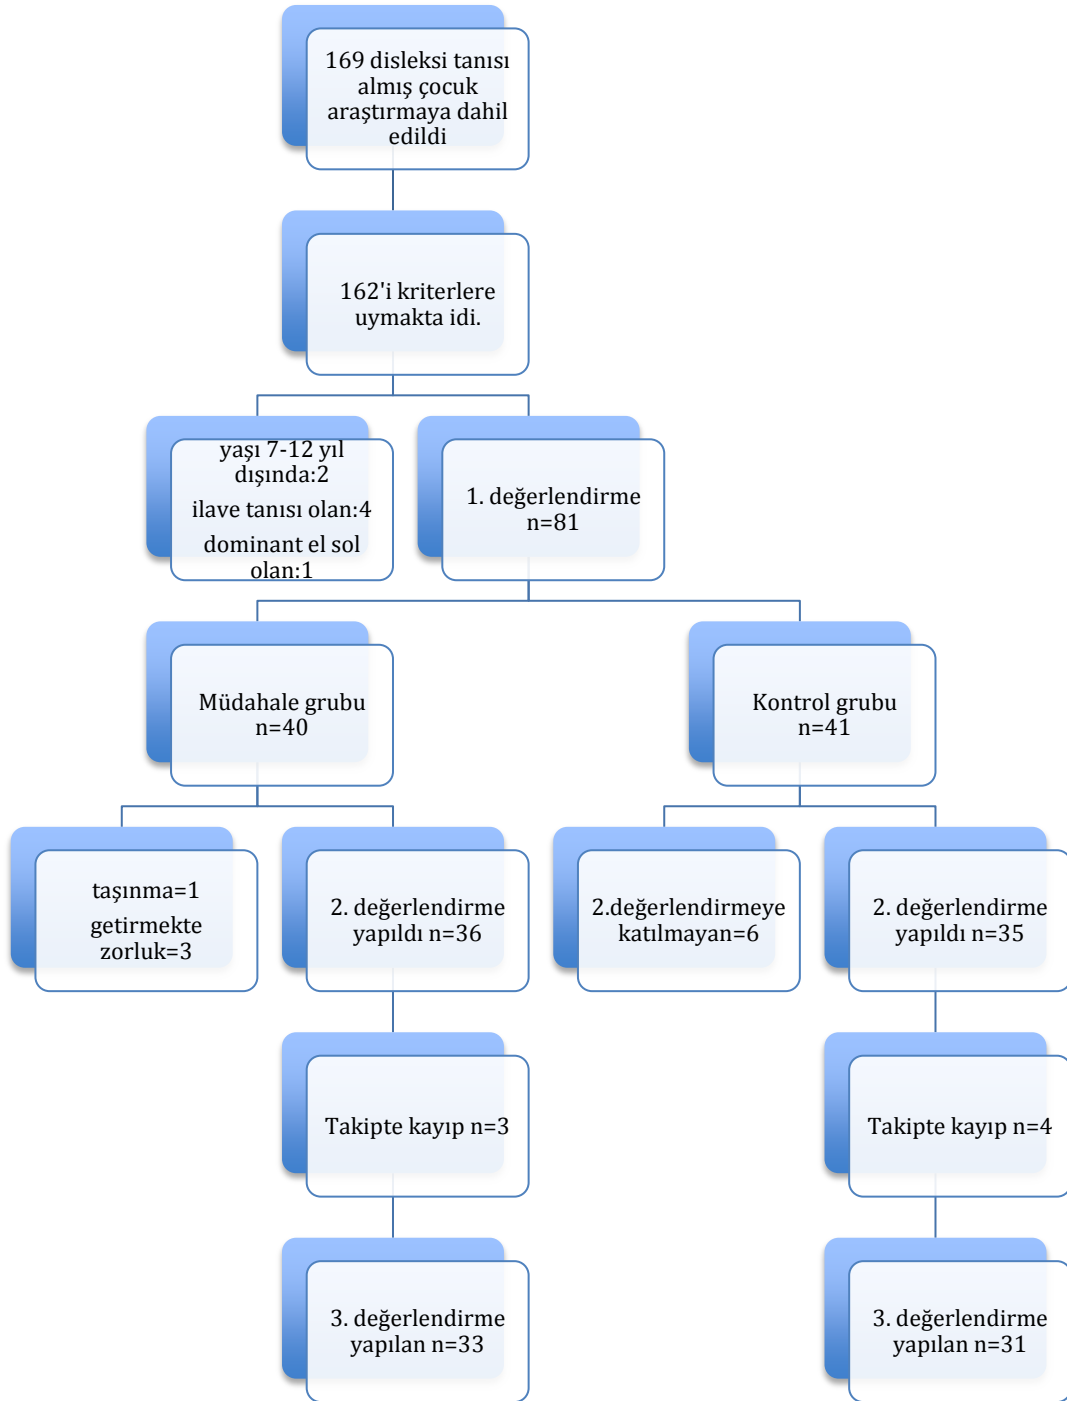 169 disleksi tanısı
almış çocuk
araştırmaya dahil
edildi
162'i kriterlere
uymakta idi.
yaşı 7-12 yıl
dışında:2
ilave tanısı olan:4
dominant el sol
olan:1
1. değerlendirme
n=81
Müdahale grubu
n=40
Kontrol grubu
n=41
taşınma=1
getirmekte
zorluk=3
2. değerlendirme
yapıldı n=36
2.değerlendirmeye
katılmayan=6
2. değerlendirme
yapıldı n=35
Takipte kayıp n=3
Takipte kayıp n=4
3. değerlendirme
yapılan n=33
3. değerlendirme
yapılan n=31